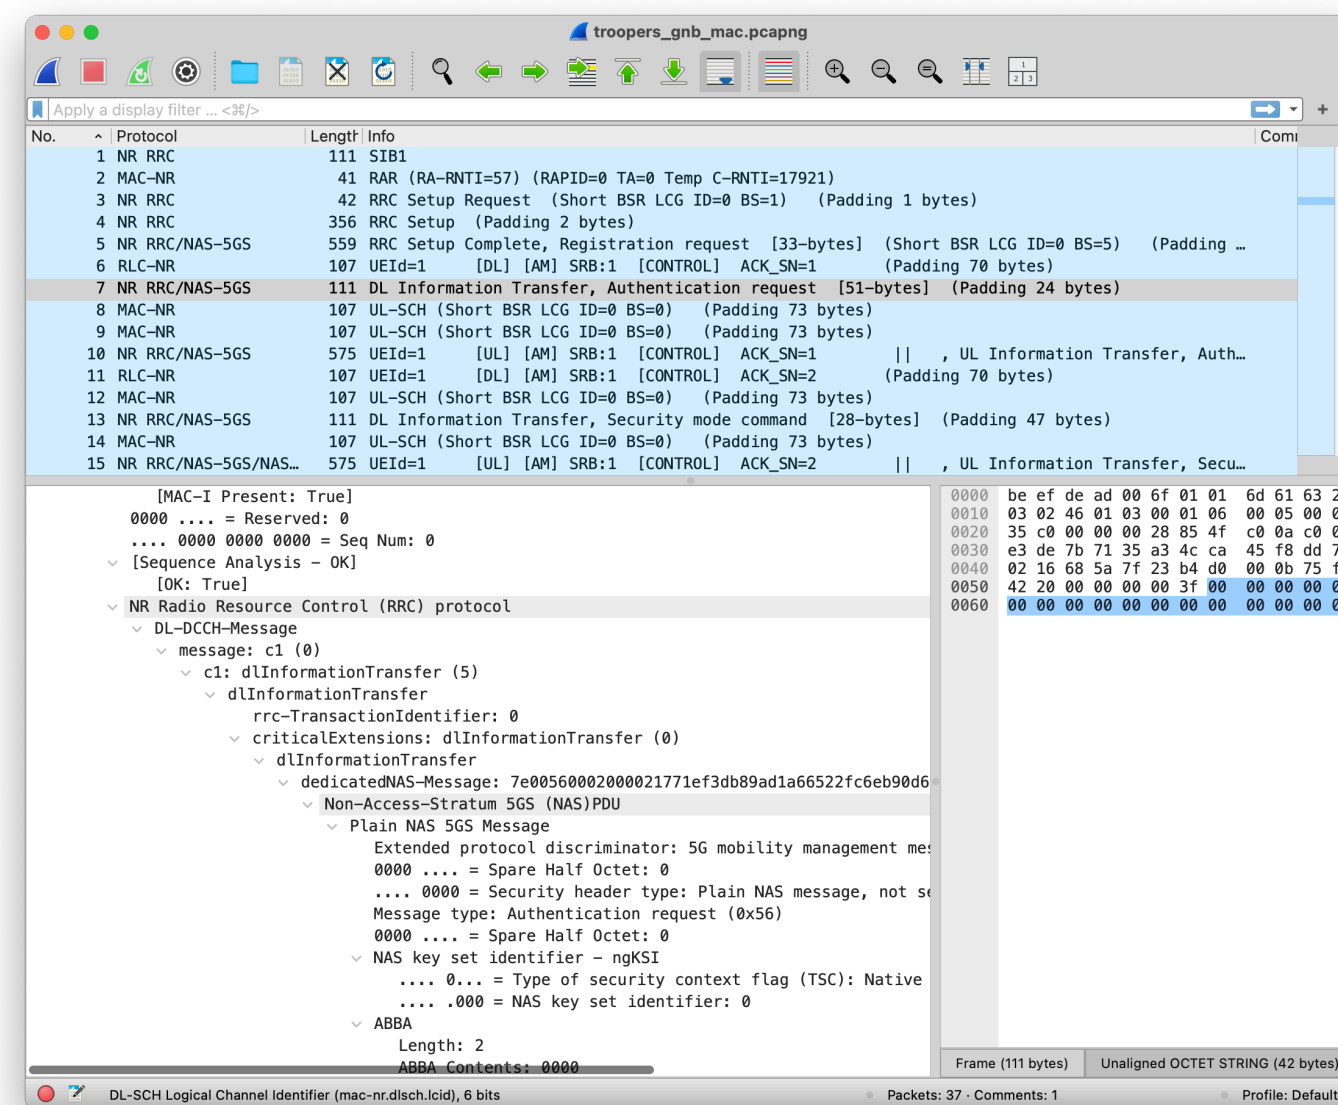 troopers_gnb_mac.pcapng
Apply a display filter ... <⌘/>
No. Protocol Length Info Comm
1 NR RRC 111 SIB1
2 MAC-NR 41 RAR (RA-RNTI=57) (RAPID=0 TA=0 Temp C-RNTI=17921)
3 NR RRC 42 RRC Setup Request (Short BSR LCG ID=0 BS=1) (Padding 1 bytes)
4 NR RRC 356 RRC Setup (Padding 2 bytes)
5 NR RRC/NAS-5GS 559 RRC Setup Complete, Registration request [33-bytes] (Short BSR LCG ID=0 BS=5) (Padding …
6 RLC-NR 107 UEId=1 [DL] [AM] SRB:1 [CONTROL] ACK_SN=1 (Padding 70 bytes)
7 NR RRC/NAS-5GS 111 DL Information Transfer, Authentication request [51-bytes] (Padding 24 bytes)
8 MAC-NR 107 UL-SCH (Short BSR LCG ID=0 BS=0) (Padding 73 bytes)
9 MAC-NR 107 UL-SCH (Short BSR LCG ID=0 BS=0) (Padding 73 bytes)
10 NR RRC/NAS-5GS 575 UEId=1 [UL] [AM] SRB:1 [CONTROL] ACK_SN=1 || , UL Information Transfer, Auth…
11 RLC-NR 107 UEId=1 [DL] [AM] SRB:1 [CONTROL] ACK_SN=2 (Padding 70 bytes)
12 MAC-NR 107 UL-SCH (Short BSR LCG ID=0 BS=0) (Padding 73 bytes)
13 NR RRC/NAS-5GS 111 DL Information Transfer, Security mode command [28-bytes] (Padding 47 bytes)
14 MAC-NR 107 UL-SCH (Short BSR LCG ID=0 BS=0) (Padding 73 bytes)
15 NR RRC/NAS-5GS/NAS… 575 UEId=1 [UL] [AM] SRB:1 [CONTROL] ACK_SN=2 || , UL Information Transfer, Secu…
[MAC-I Present: True]
0000 .... = Reserved: 0
.... 0000 0000 0000 = Seq Num: 0
[Sequence Analysis - OK]
[OK: True]
NR Radio Resource Control (RRC) protocol
DL-DCCH-Message
message: c1 (0)
c1: dlInformationTransfer (5)
dlInformationTransfer
rrc-TransactionIdentifier: 0
criticalExtensions: dlInformationTransfer (0)
dlInformationTransfer
dedicatedNAS-Message: 7e00560002000021771ef3db89ad1a66522fc6eb90d6
Non-Access-Stratum 5GS (NAS)PDU
Plain NAS 5GS Message
Extended protocol discriminator: 5G mobility management mes
0000 .... = Spare Half Octet: 0
.... 0000 = Security header type: Plain NAS message, not se
Message type: Authentication request (0x56)
0000 .... = Spare Half Octet: 0
NAS key set identifier - ngKSI
.... 0... = Type of security context flag (TSC): Native
.... .000 = NAS key set identifier: 0
ABBA
Length: 2
ABBA Contents: 0000
0000 be ef de ad 00 6f 01 01 6d 61 63 2
0010 03 02 46 01 03 00 01 06 00 05 00 0
0020 35 c0 00 00 00 28 85 4f c0 0a c0 0
0030 e3 de 7b 71 35 a3 4c ca 45 f8 dd 7
0040 02 16 68 5a 7f 23 b4 d0 00 0b 75 f
0050 42 20 00 00 00 00 3f 00 00 00 00 0
0060 00 00 00 00 00 00 00 00 00 00 00 0
Frame (111 bytes) Unaligned OCTET STRING (42 bytes)
DL-SCH Logical Channel Identifier (mac-nr.dlsch.lcid), 6 bits Packets: 37 · Comments: 1 Profile: Default